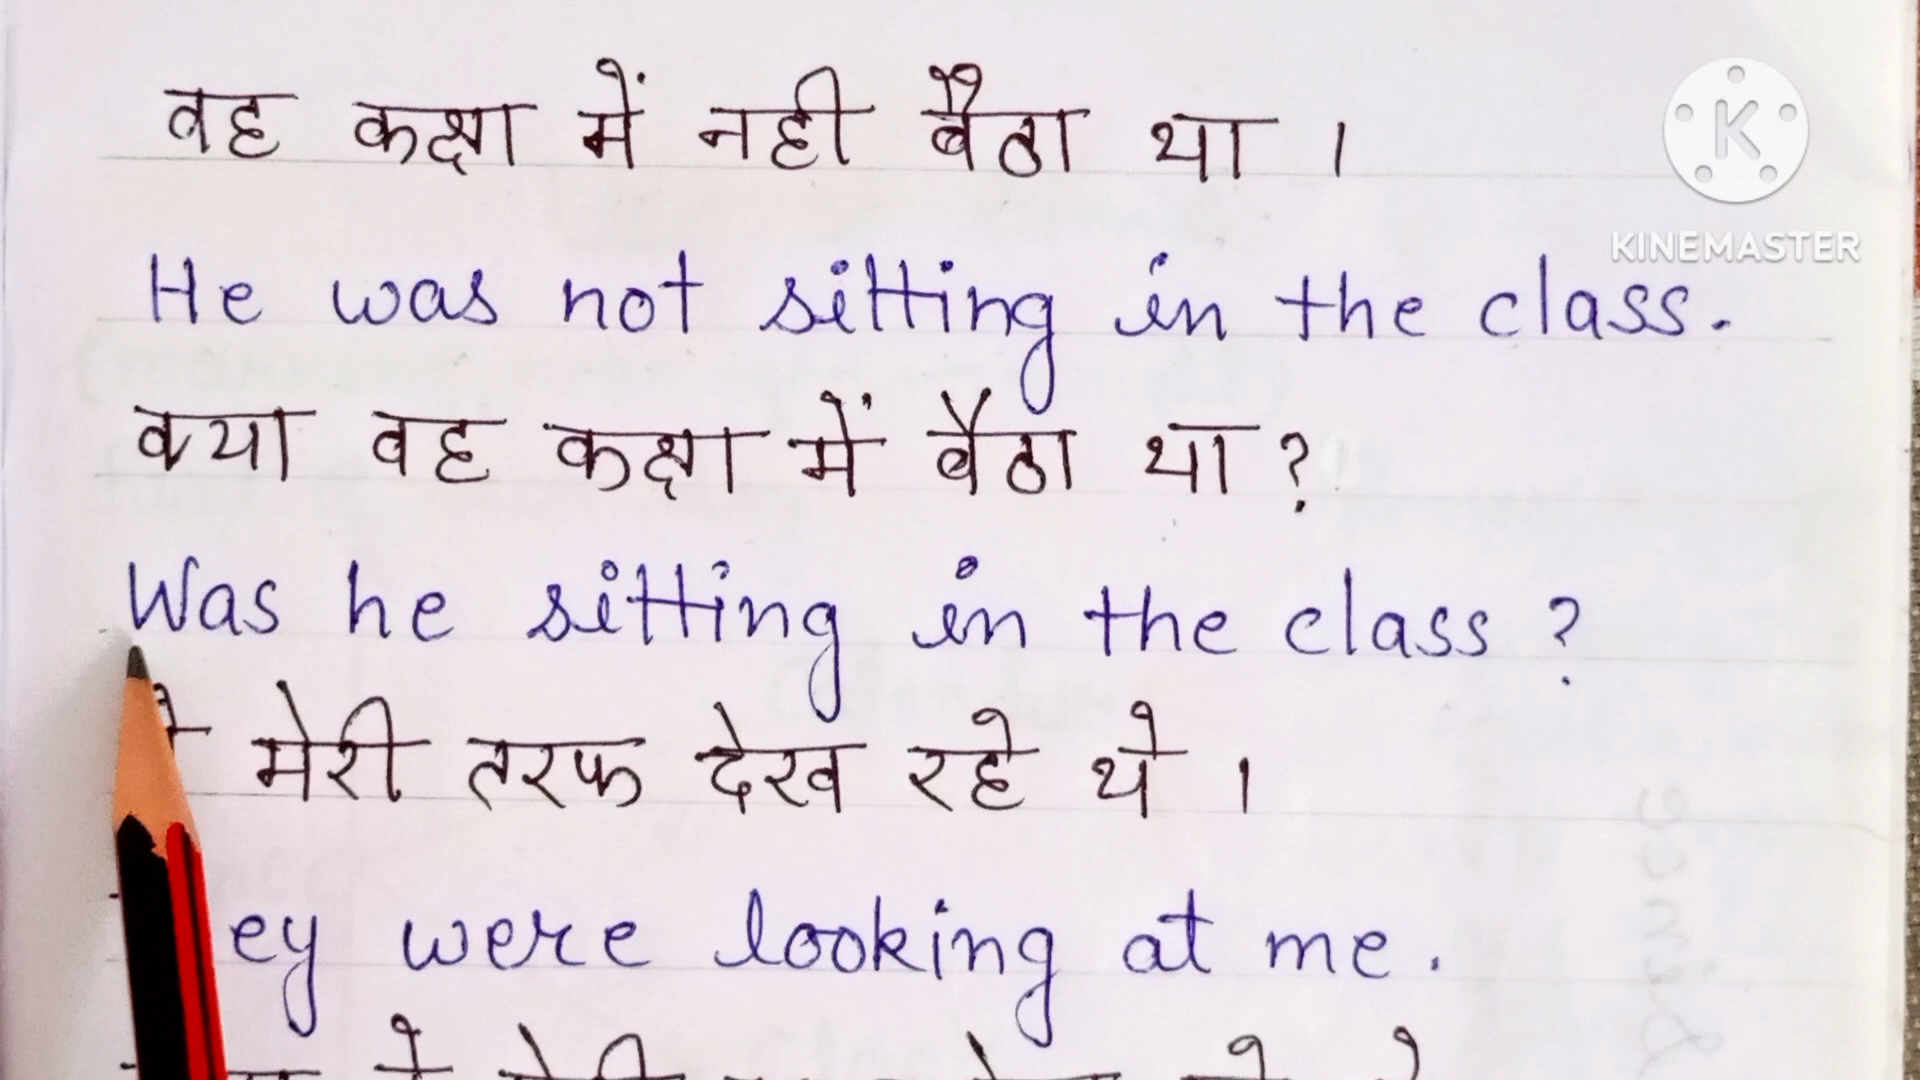 वह कक्षा में नही बैठा था ।
KINEMASTER
He was not sitting in the class.
क्या वह कक्षा में बैठा था ?
Was he sitting in the class ?
मेरी तरफ देख रहे थे ।
were looking at me.